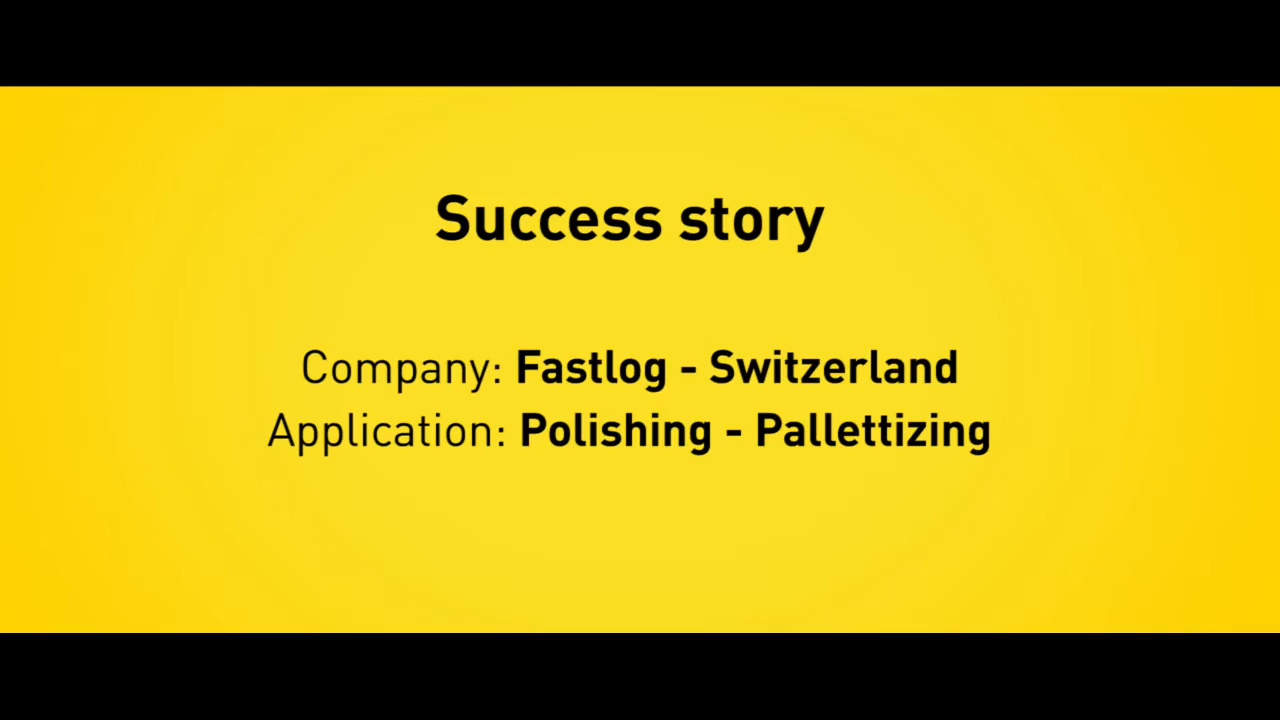 Success story
Company: Fastlog - Switzerland
Application: Polishing - Pallettizing